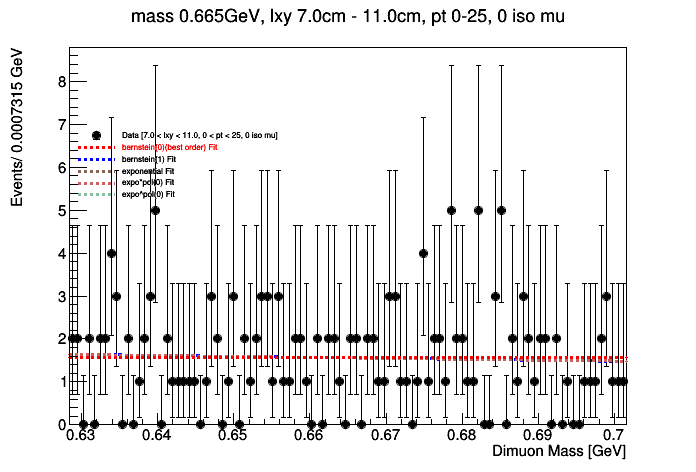 mass 0.665GeV, lxy 7.0cm - 11.0cm, pt 0-25, 0 iso mu
Events/ 0.0007315 GeV
8
7
6
5
4
3
2
1
0
Data [7.0 < lxy < 11.0, 0 < pt < 25, 0 iso mu]
bernstein(0)(best order) Fit
bernstein(1) Fit
exponential Fit
expo*pol(0) Fit
expo^pol(0) Fit
0.63 0.64 0.65 0.66 0.67 0.68 0.69 0.7
Dimuon Mass [GeV]